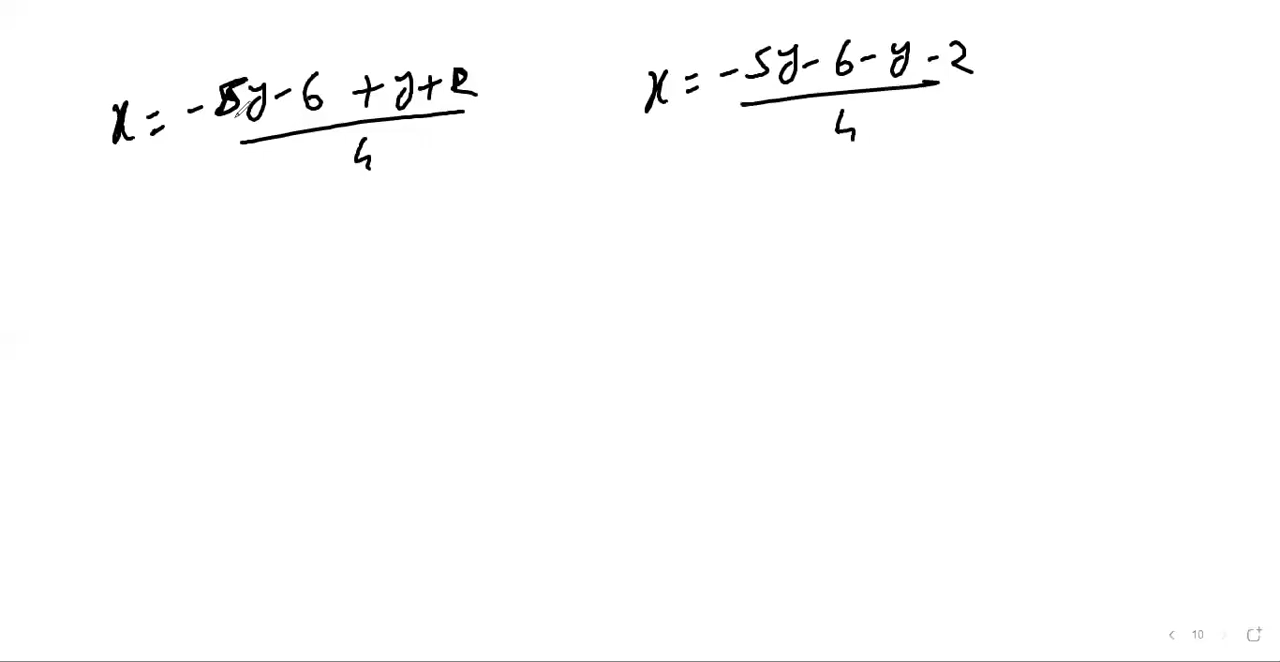 x = -5y - 6 + y + 2 / 4
x = -5y - 6 - y - 2 / 4
< 10 >